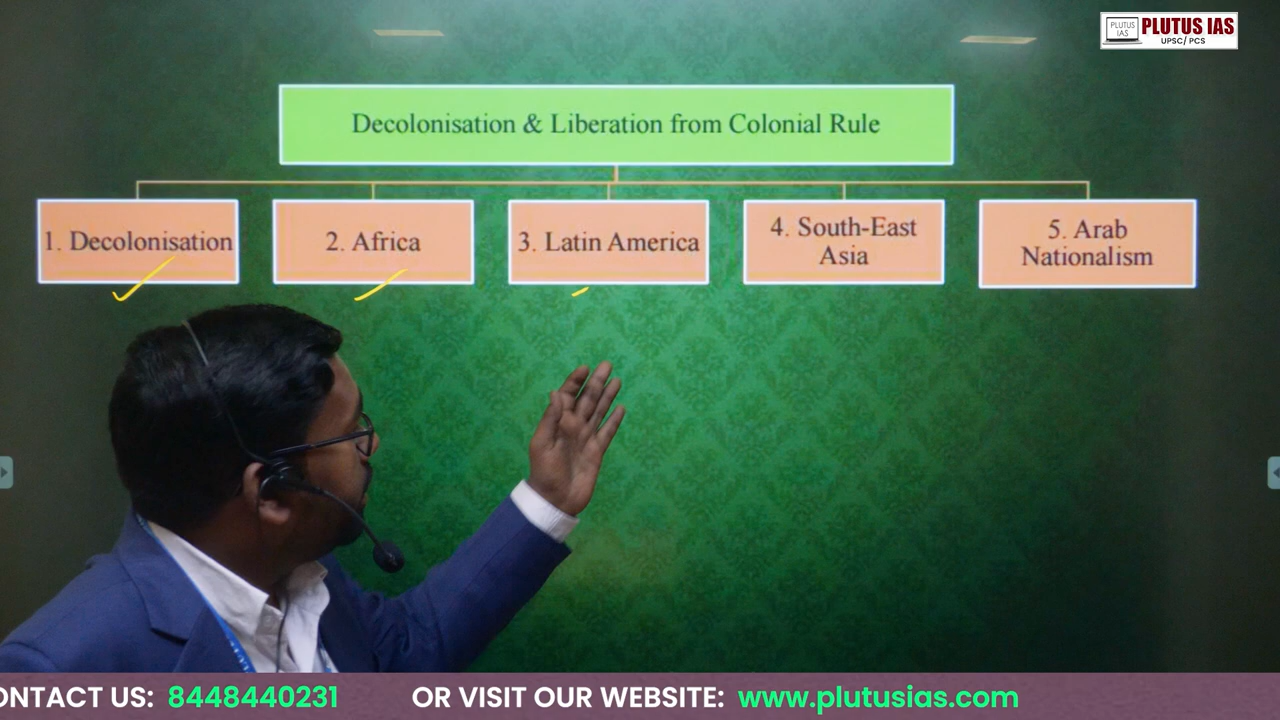 PLUTUS IAS
PLUTUS IAS
UPSC/ PCS
Decolonisation & Liberation from Colonial Rule
1. Decolonisation
2. Africa
3. Latin America
4. South-East
Asia
5. Arab
Nationalism
ONTACT US: 8448440231 OR VISIT OUR WEBSITE: www.plutusias.com